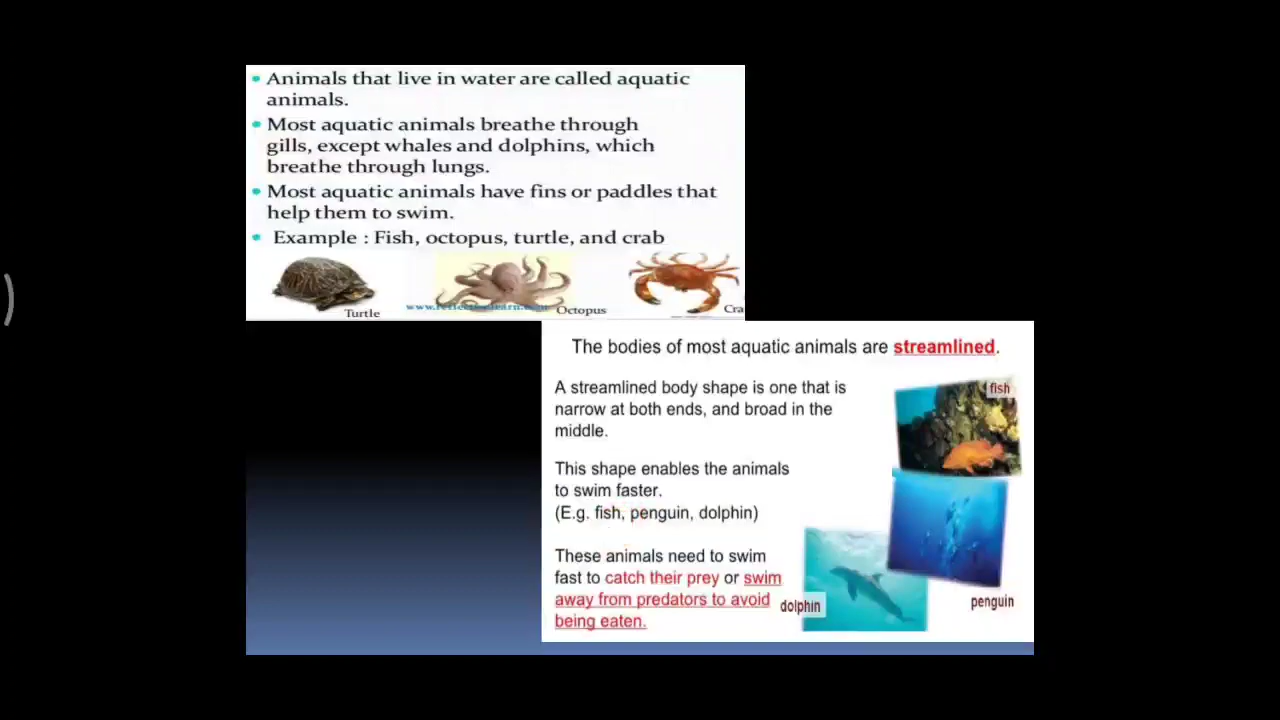 Animals that live in water are called aquatic
animals.
Most aquatic animals breathe through
gills, except whales and dolphins, which
breathe through lungs.
Most aquatic animals have fins or paddles that
help them to swim.
Example : Fish, octopus, turtle, and crab
Turtle
Octopus
Cra
The bodies of most aquatic animals are streamlined.
A streamlined body shape is one that is
narrow at both ends, and broad in the
middle.
This shape enables the animals
to swim faster.
(E.g. fish, penguin, dolphin)
These animals need to swim
fast to catch their prey or swim
away from predators to avoid
being eaten.
fish
dolphin
penguin